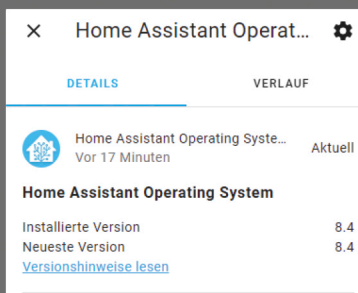 Home Assistant Operat...
DETAILS
VERLAUF
Home Assistant Operating Syste...
Aktuell
Vor 17 Minuten
Home Assistant Operating System
Installierte Version 8.4
Neueste Version 8.4
Versionshinweise lesen